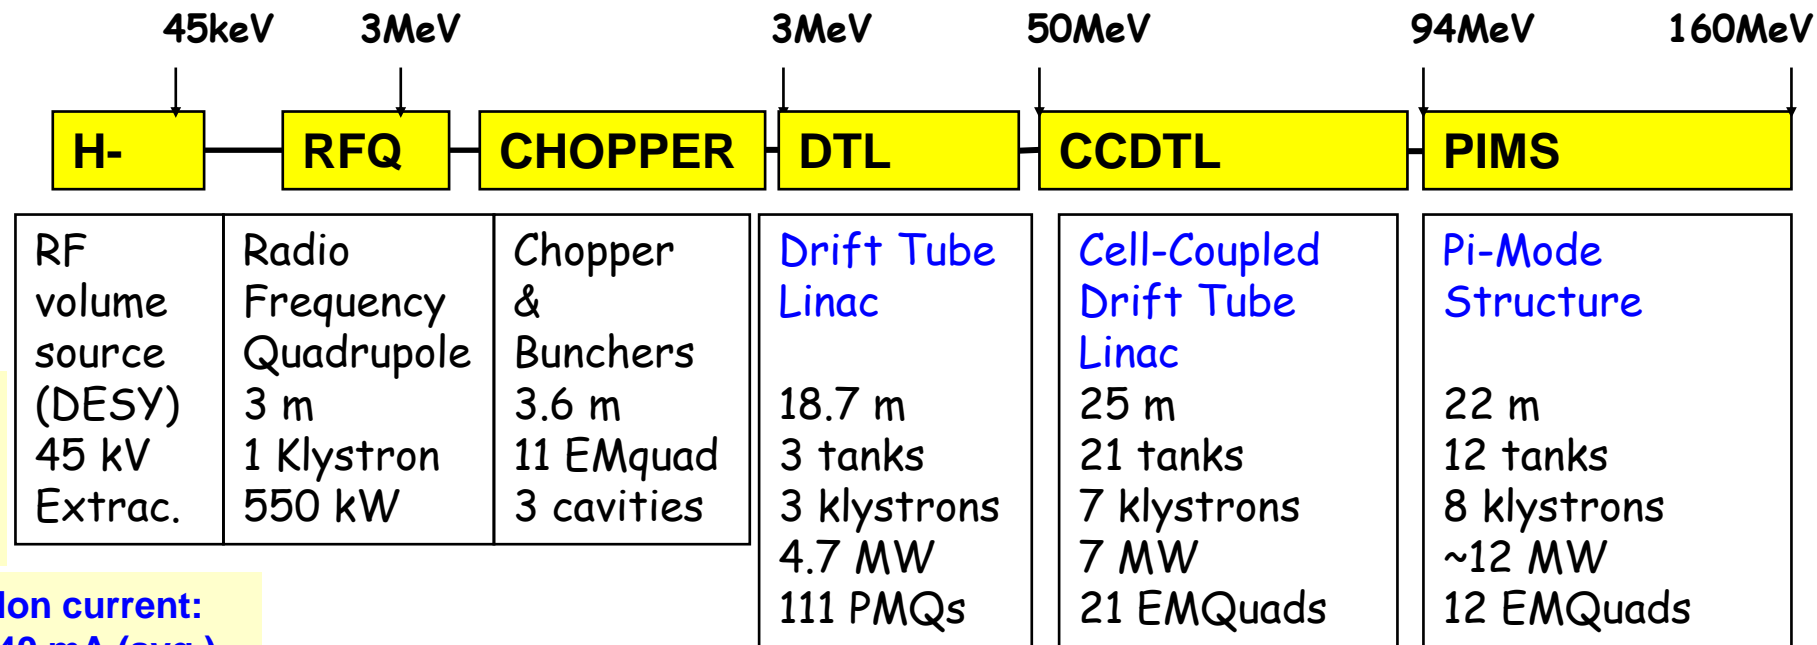 45keV 3MeV 3MeV 50MeV 94MeV 160MeV
H- RFQ CHOPPER DTL CCDTL PIMS
RF
volume
source
(DESY)
45 kV
Extrac.
Radio
Frequency
Quadrupole
3 m
1 Klystron
550 kW
Chopper
&
Bunchers
3.6 m
11 EMquad
3 cavities
Drift Tube
Linac
18.7 m
3 tanks
3 klystrons
4.7 MW
111 PMQs
Cell-Coupled
Drift Tube
Linac
25 m
21 tanks
7 klystrons
7 MW
21 EMQuads
Pi-Mode
Structure
22 m
12 tanks
8 klystrons
~12 MW
12 EMQuads
Ion current:
40 mA (avg.)